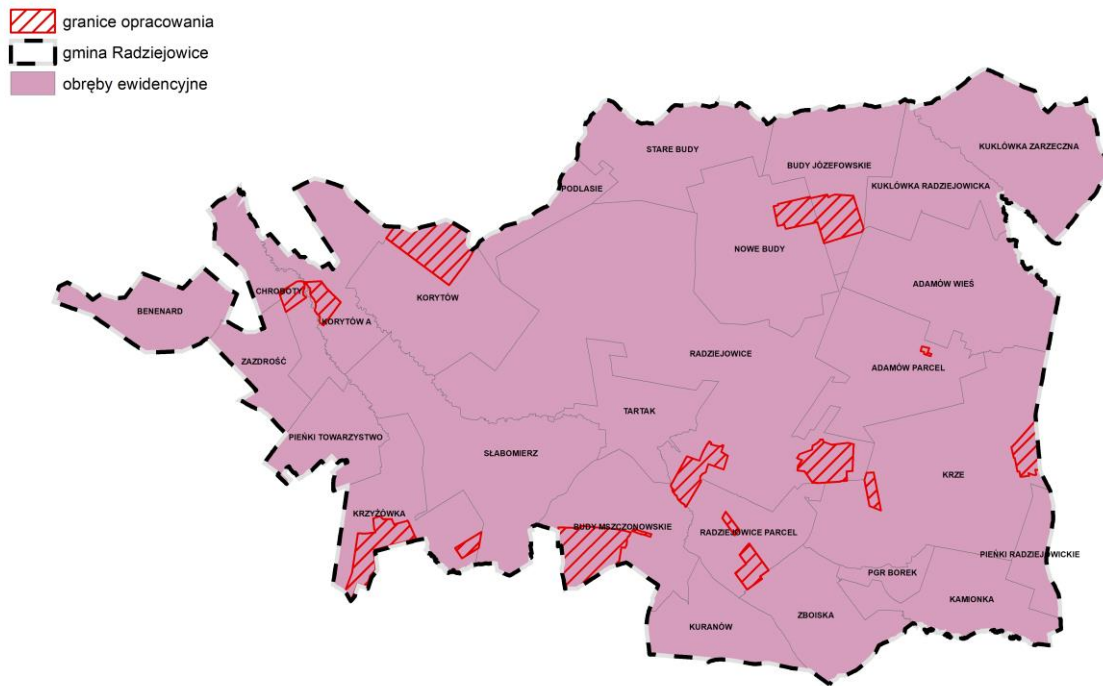 granice opracowania
gmina Radziejowice
obręby ewidencyjne
KUKLÓWKA ZARZECZNA
STARE BUDY
BUDY JÓZEFOWSKIE
KUKLÓWKA RADZIEJOWICKA
PODLASIE
NOWE BUDY
ADAMÓW WIEŚ
CHROBOTY
KORYTÓW
BENENARD
KORYTÓW A
ZAZDROŚĆ
RADZIEJOWICE
ADAMÓW PARCEL
TARTAK
PIEŃKI TOWARZYSTWO
SŁABOMIERZ
KRZE
KRZYŻÓWKA
BUDY MSZCZONOWSKIE
RADZIEJOWICE PARCEL
PIEŃKI RADZIEJOWICKIE
PGR BOREK
KAMIONKA
ZBOISKA
KURANÓW